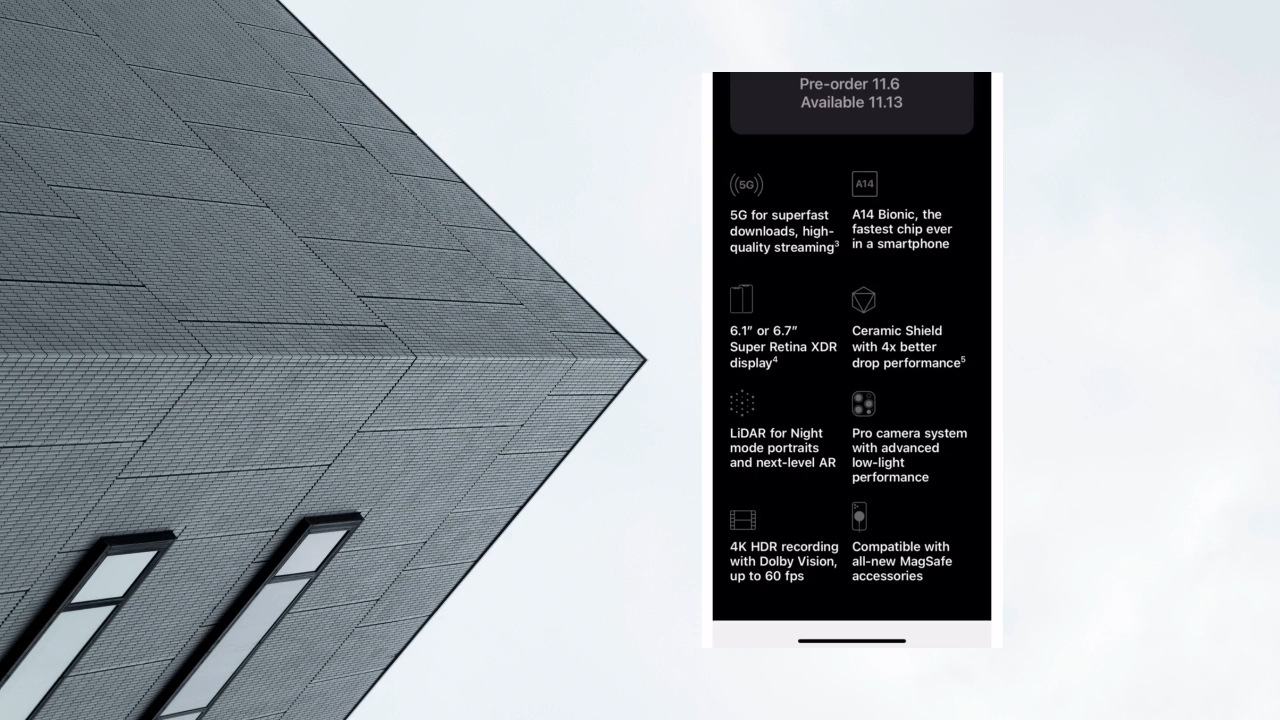 Pre-order 11.6
Available 11.13
5G
A14
5G for superfast
downloads, high-
quality streaming³
A14 Bionic, the
fastest chip ever
in a smartphone
6.1” or 6.7”
Super Retina XDR
display⁴
Ceramic Shield
with 4x better
drop performance⁵
LiDAR for Night
mode portraits
and next-level AR
Pro camera system
with advanced
low-light
performance
4K HDR recording
with Dolby Vision,
up to 60 fps
Compatible with
all-new MagSafe
accessories